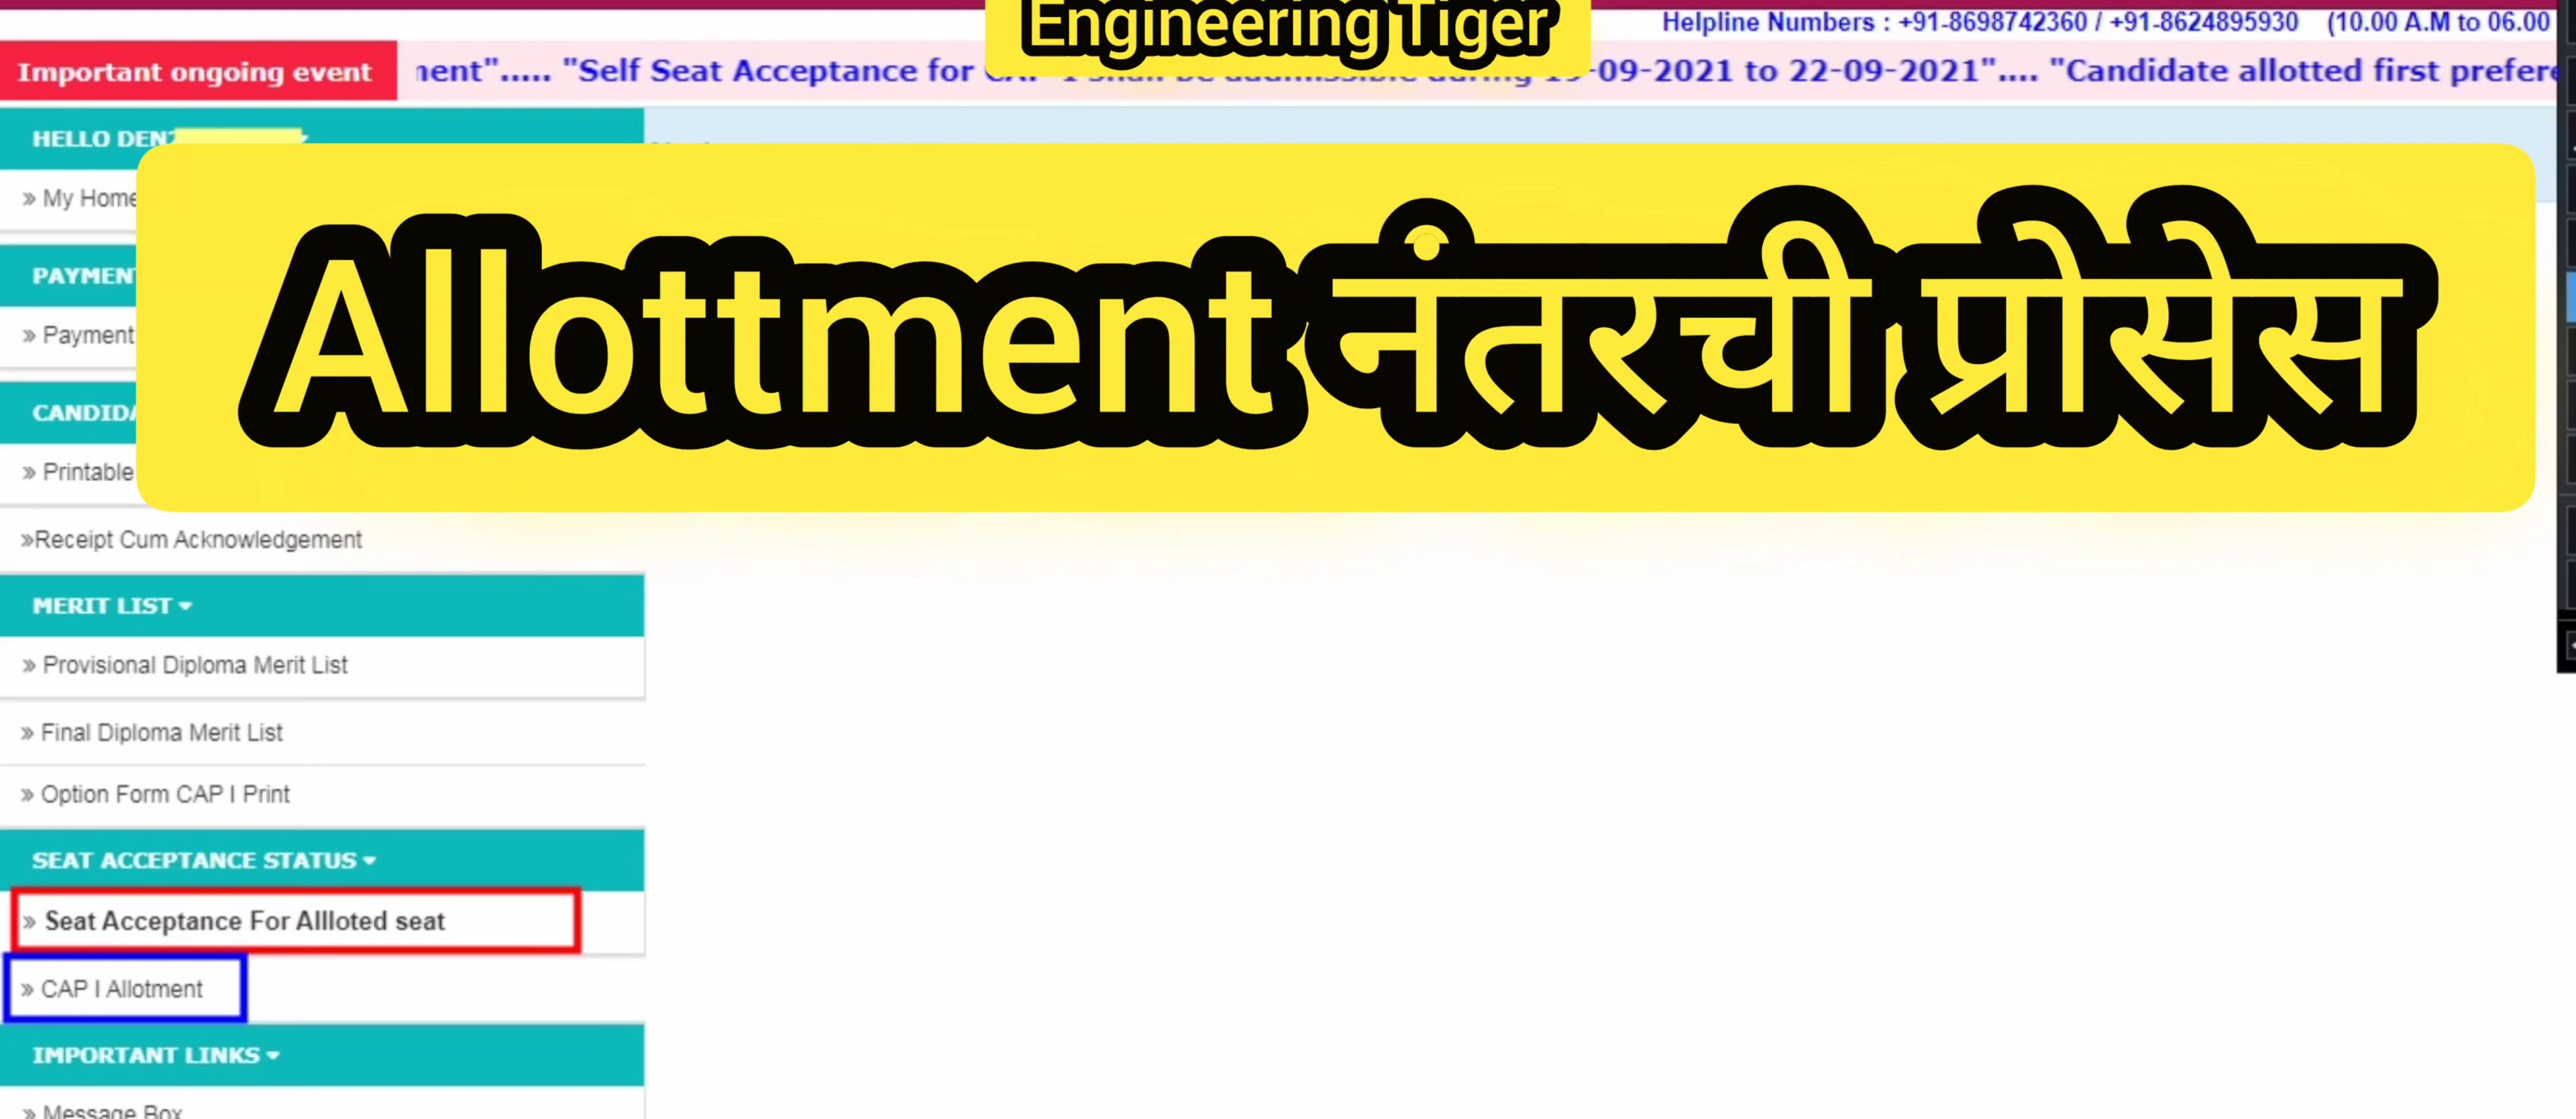 Engineering Tiger
Helpline Numbers : +91-8698742360 / +91-8624895930 (10.00 A.M to 06.00
Important ongoing event
"..... "Self Seat Acceptance for -09-2021 to 22-09-2021".... "Candidate allotted first
HELLO
» My Home
Allottment नंतरची प्रोसेस
» Payment
» Printable
»Receipt Cum Acknowledgement
MERIT LIST
» Provisional Diploma Merit List
» Final Diploma Merit List
» Option Form CAP I Print
SEAT ACCEPTANCE STATUS
» Seat Acceptance For Allloted seat
» CAP I Allotment
IMPORTANT LINKS
» Message Box